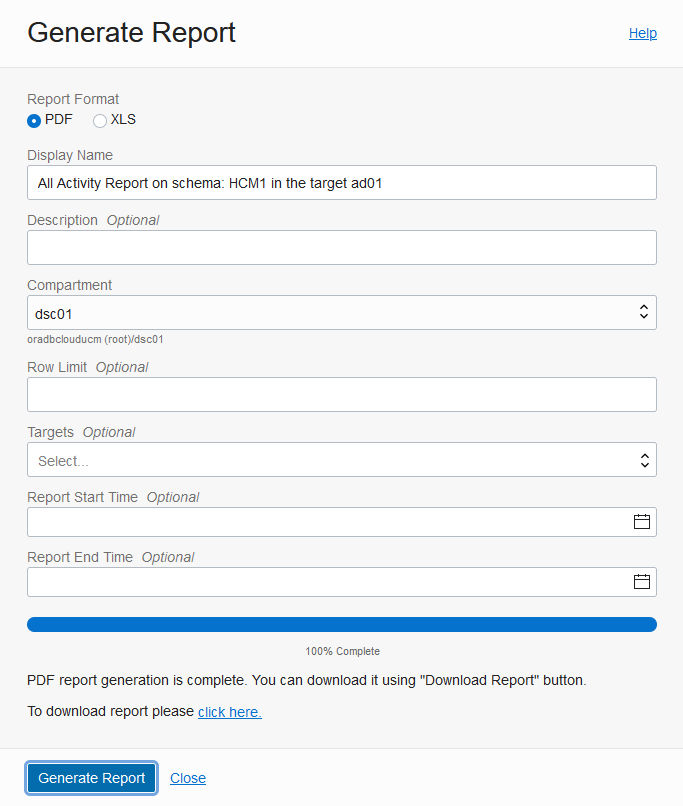 Generate Report
Help
Report Format
PDF XLS
Display Name
All Activity Report on schema: HCM1 in the target ad01
Description Optional
Compartment
dsc01
oradbclouducm (root)/dsc01
Row Limit Optional
Targets Optional
Select...
Report Start Time Optional
Report End Time Optional
100% Complete
PDF report generation is complete. You can download it using "Download Report" button.
To download report please click here.
Generate Report Close